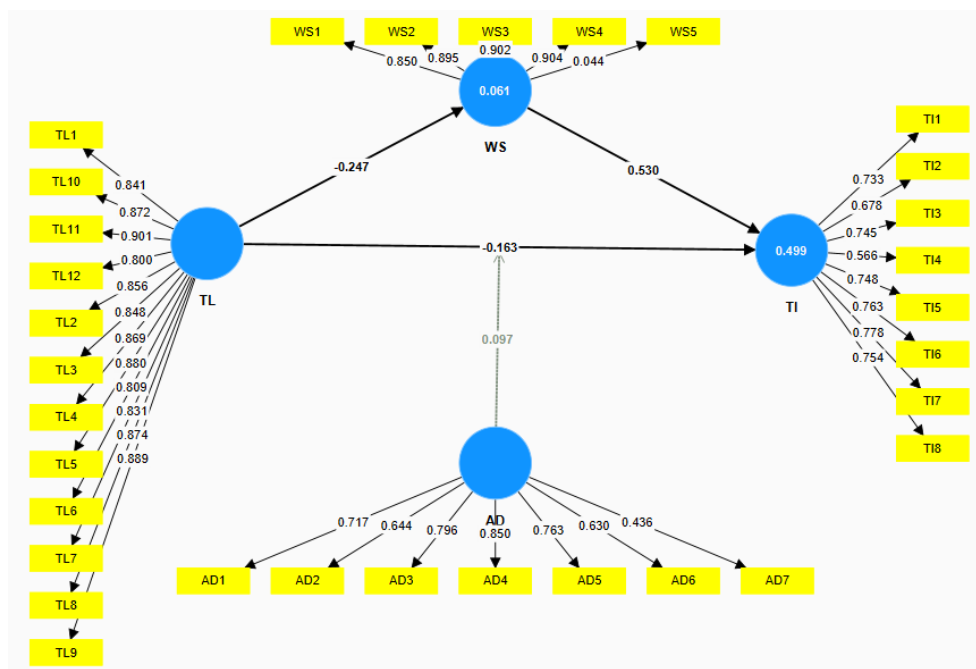 WS1 WS2 WS3 WS4 WS5
0.850 0.895 0.902 0.904 0.044
0.061
WS
-0.247
0.530
TL1
TL10
TL11
TL12
TL2
TL3
TL4
TL5
TL6
TL7
TL8
TL9
0.841
0.872
0.901
0.800
0.856
0.848
0.869
0.880
0.809
0.831
0.874
0.889
TL
-0.163
0.097
0.499
TI
0.733
0.678
0.745
0.566
0.748
0.763
0.778
0.754
TI1
TI2
TI3
TI4
TI5
TI6
TI7
TI8
AD
0.717 0.644 0.796 0.850 0.763 0.630 0.436
AD1 AD2 AD3 AD4 AD5 AD6 AD7